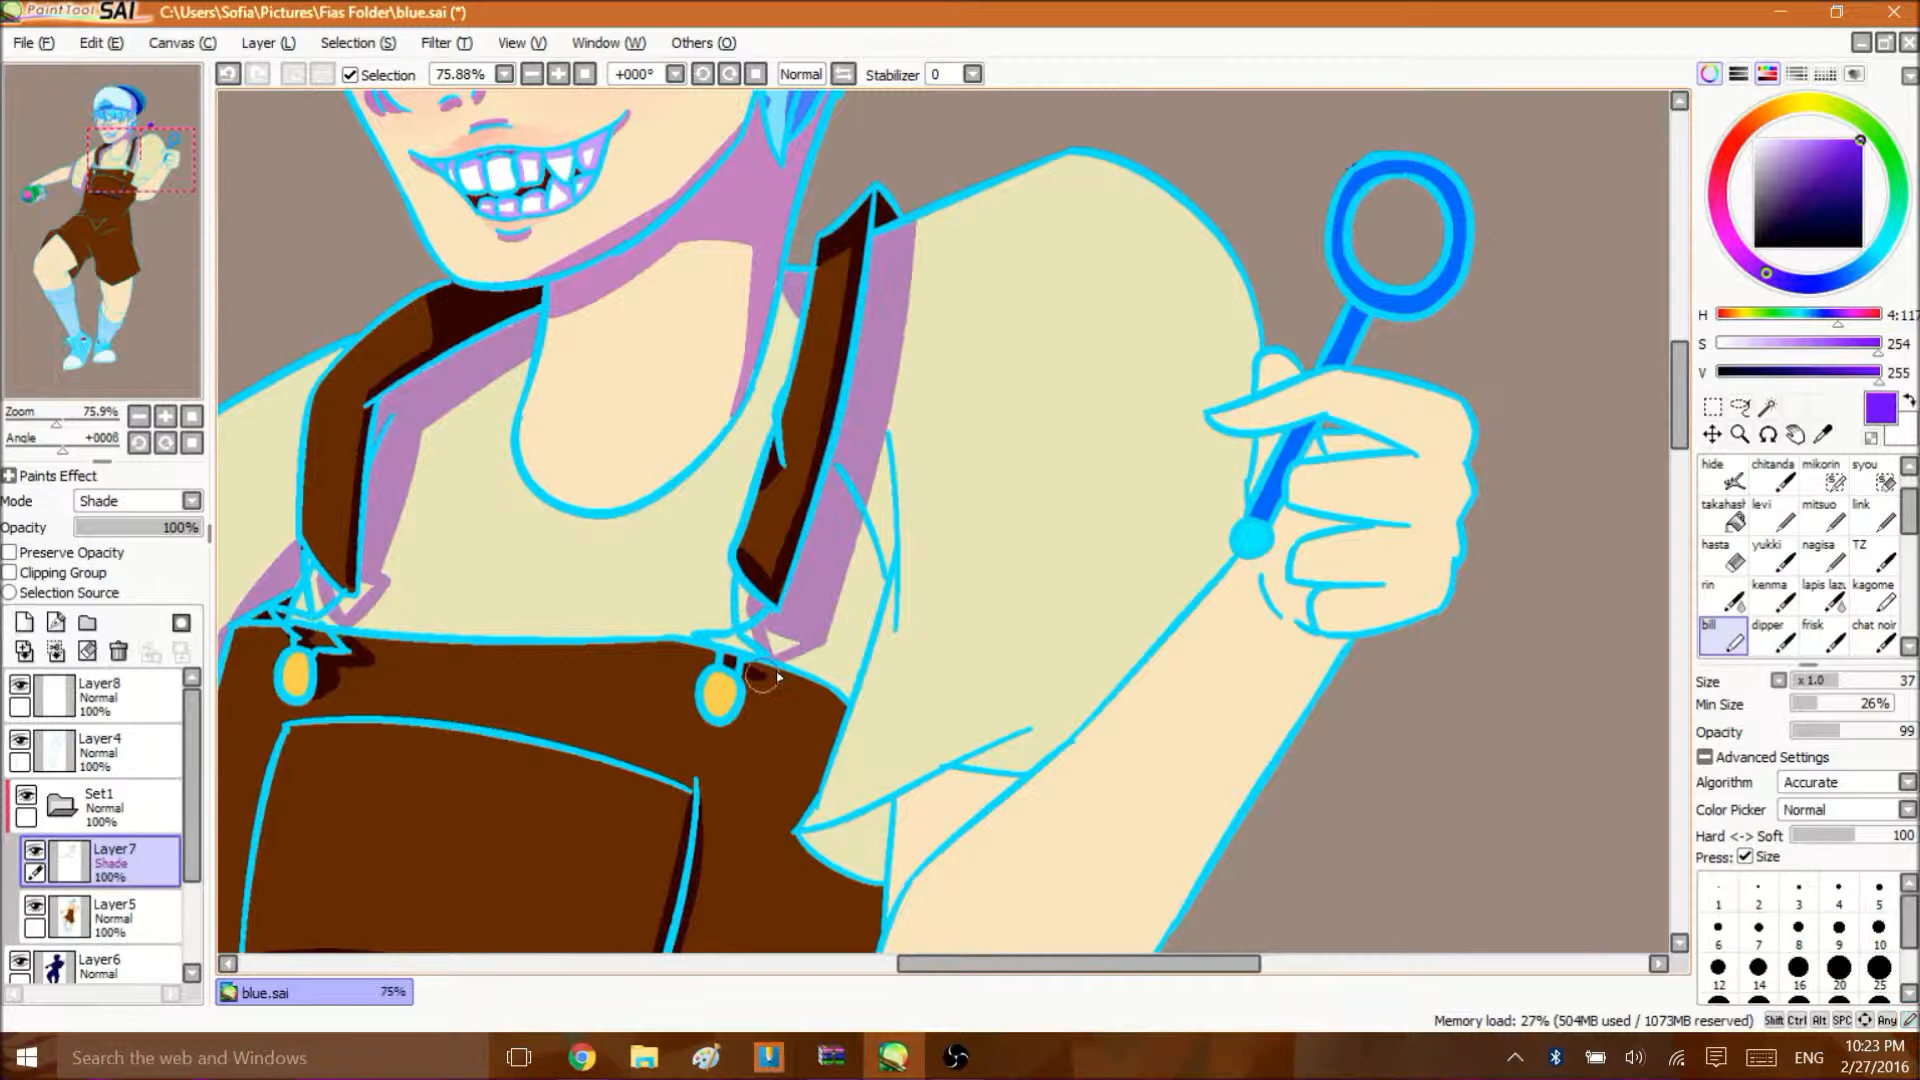 PaintTool SAI C:\Users\Sofia\Pictures\Fias Folder\blue.sai (*)
File (F) Edit (E) Canvas (C) Layer (L) Selection (S) Filter (T) View (V) Window (W) Others (O)
Selection 75.88% +000° Normal Stabilizer 0
Zoom 75.9%
Angle +000ß
Paints Effect
Mode Shade
Opacity 100%
Preserve Opacity
Clipping Group
Selection Source
Layer8
Normal
100%
Layer4
Normal
100%
Set1
Normal
100%
Layer7
Shade
100%
Layer5
Normal
100%
Layer6
Normal
H 4:117
S 254
V 255
hide chitanda mikorin syou
takahash levi mitsuo link
hasta yukki nagisa TZ
rin kenma lapis lazu kagome
bill dipper frisk chat noir
Size x 1.0 37
Min Size 26%
Opacity 99
Advanced Settings
Algorithm Accurate
Color Picker Normal
Hard <-> Soft 100
Press: Size
1 2 3 4 5
6 7 8 9 10
12 14 16 20 25
blue.sai 75%
Memory load: 27% (504MB used / 1073MB reserved) Shift Ctrl Alt SPC Any
Search the web and Windows
ENG
10:23 PM
2/27/2016